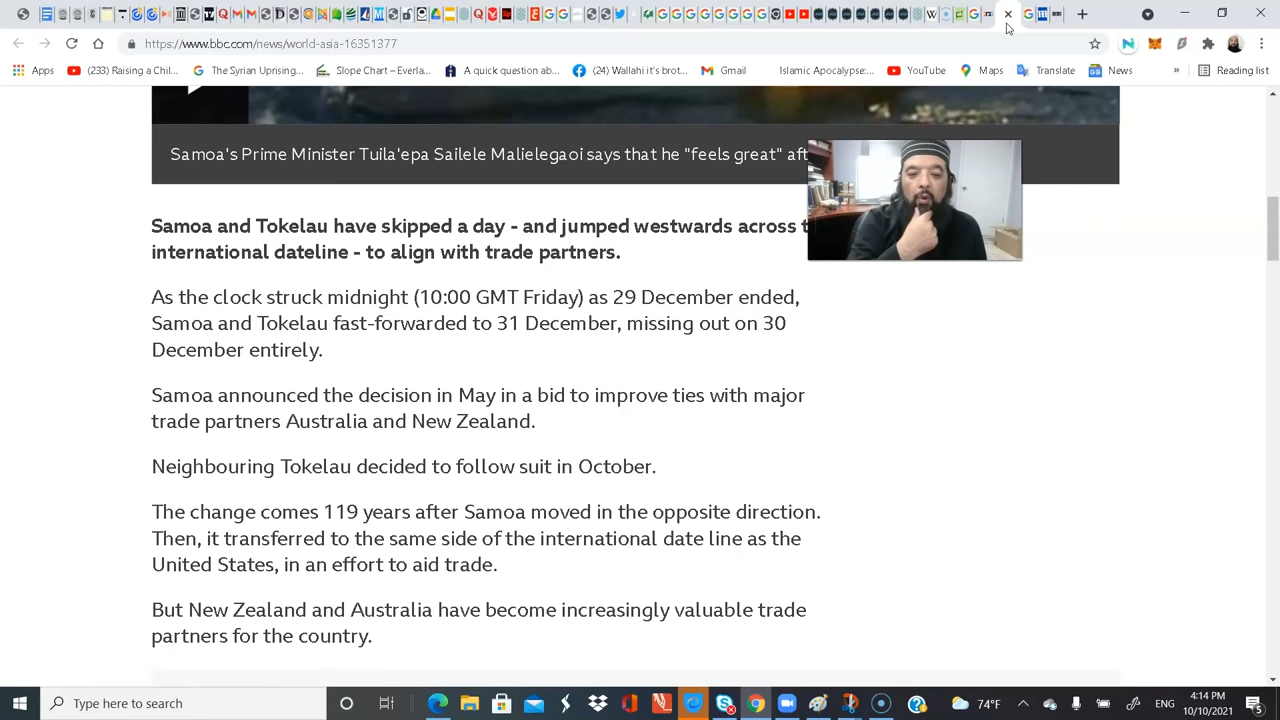 https://www.bbc.com/news/world-asia-16351377
Apps
(233) Raising a Chil...
The Syrian Uprising...
Slope Chart – Everla...
A quick question ab...
(24) Wallahi it's brot...
Gmail
Islamic Apocalypse:...
YouTube
Maps
Translate
News
»
Reading list
Samoa's Prime Minister Tuila'epa Sailele Malielegaoi says that he "feels great" aft
Samoa and Tokelau have skipped a day - and jumped westwards across t
international dateline - to align with trade partners.
As the clock struck midnight (10:00 GMT Friday) as 29 December ended,
Samoa and Tokelau fast-forwarded to 31 December, missing out on 30
December entirely.
Samoa announced the decision in May in a bid to improve ties with major
trade partners Australia and New Zealand.
Neighbouring Tokelau decided to follow suit in October.
The change comes 119 years after Samoa moved in the opposite direction.
Then, it transferred to the same side of the international date line as the
United States, in an effort to aid trade.
But New Zealand and Australia have become increasingly valuable trade
partners for the country.
Type here to search
74°F
ENG
4:14 PM
10/10/2021
5